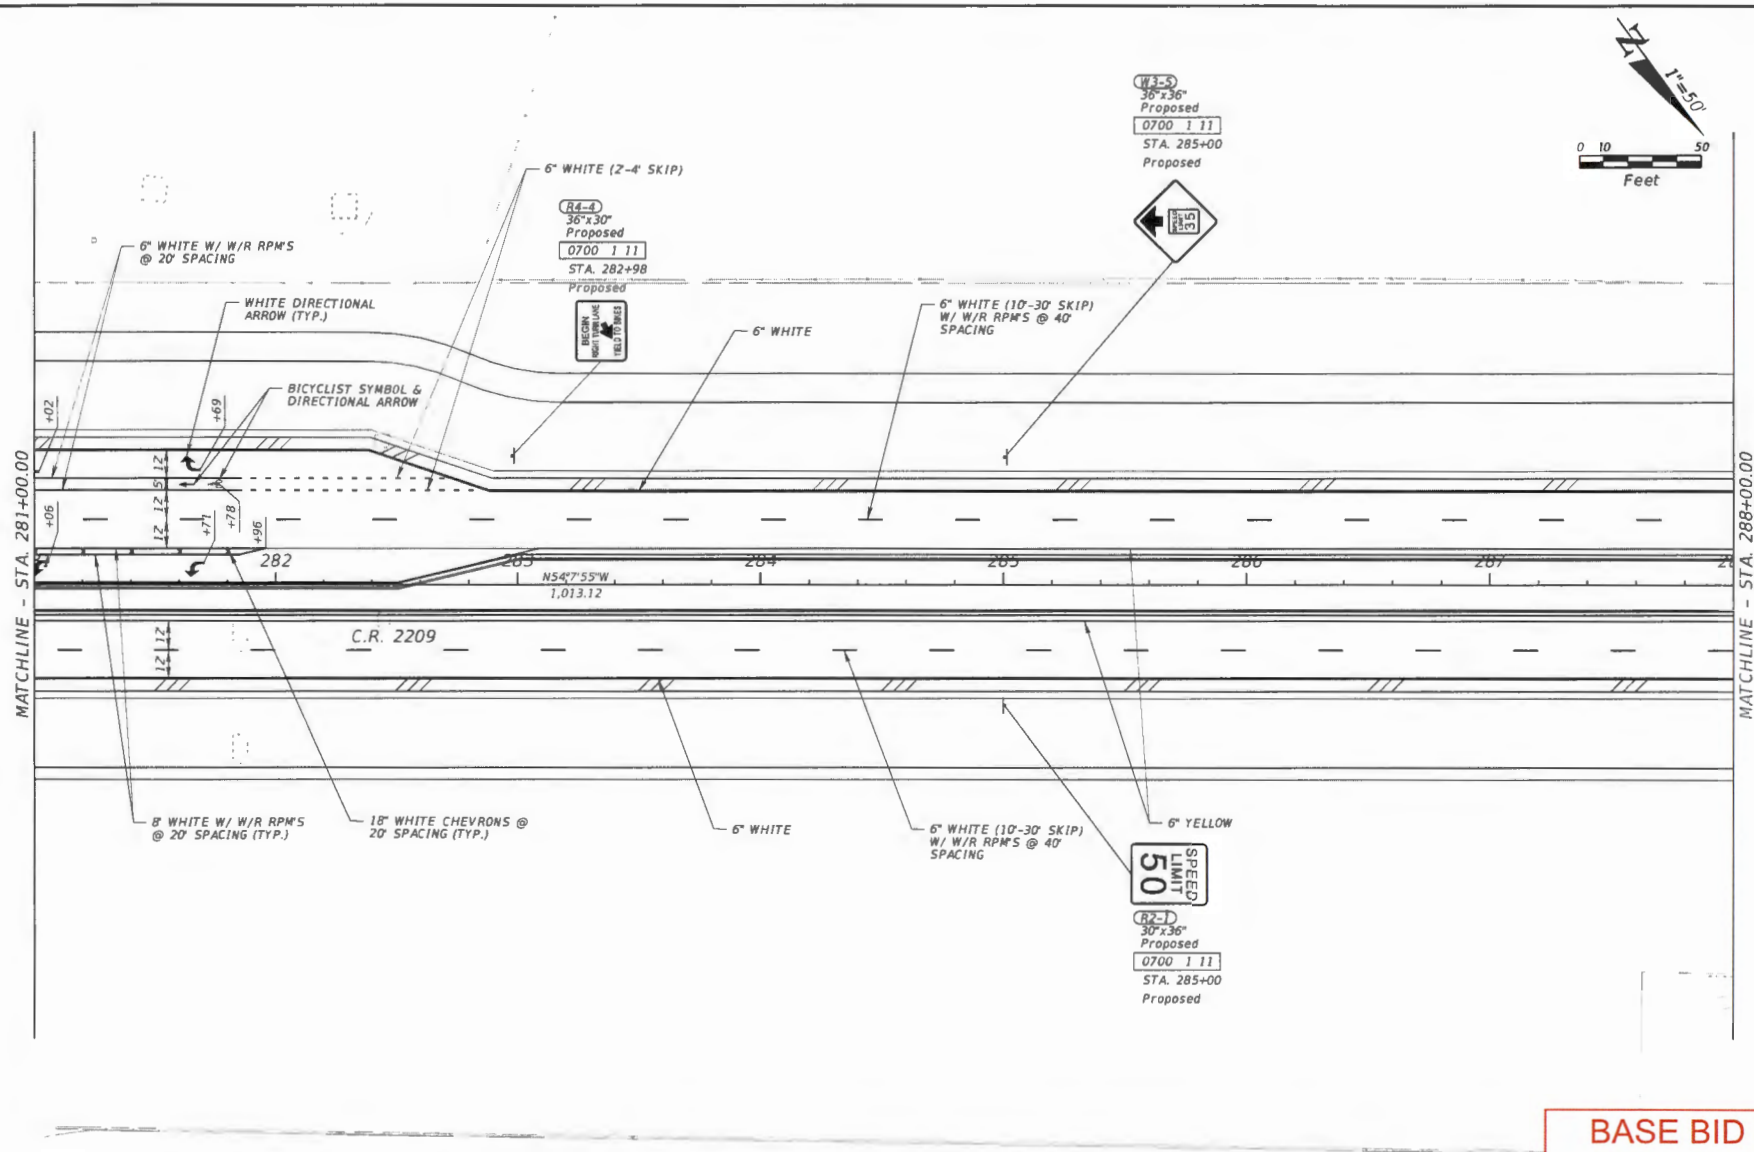 W3-5
36"x36"
Proposed
0700 1 11
STA. 285+00
Proposed
SPEED LIMIT 35
N
1"=50'
0 10 50
Feet
6" WHITE (2'-4' SKIP)
R4-4
36"x30"
Proposed
0700 1 11
STA. 282+98
Proposed
BEGIN
RIGHT TURN LANE
YIELD TO BIKES
6" WHITE W/ W/R RPM'S
@ 20' SPACING
WHITE DIRECTIONAL
ARROW (TYP.)
6" WHITE
6" WHITE (10'-30' SKIP)
W/ W/R RPM'S @ 40'
SPACING
BICYCLIST SYMBOL &
DIRECTIONAL ARROW
+02
+69
12'
5'
12'
12'
+06
+71
+78
+96
MATCHLINE - STA. 281+00.00
MATCHLINE - STA. 288+00.00
282
283
284
285
286
287
N54°7'55"W
1,013.12
C.R. 2209
12'
12'
8" WHITE W/ W/R RPM'S
@ 20' SPACING (TYP.)
18" WHITE CHEVRONS @
20' SPACING (TYP.)
6" WHITE
6" WHITE (10'-30' SKIP)
W/ W/R RPM'S @ 40'
SPACING
6" YELLOW
SPEED
LIMIT
50
R2-1
30"x36"
Proposed
0700 1 11
STA. 285+00
Proposed
BASE BID